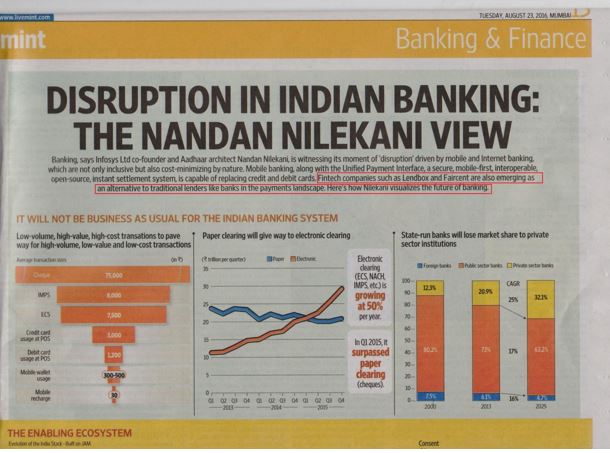 www.livemint.com
TUESDAY, AUGUST 23, 2016, MUMBAI
15
mint
Banking & Finance
DISRUPTION IN INDIAN BANKING:
THE NANDAN NILEKANI VIEW
Banking, says Infosys Ltd co-founder and Aadhaar architect Nandan Nilekani, is witnessing its moment of 'disruption' driven by mobile and Internet banking,
which are not only inclusive but also cost-minimizing by nature. Mobile banking, along with the Unified Payment Interface, a secure, mobile-first, interoperable,
open-source, instant settlement system, is capable of replacing credit and debit cards. Fintech companies such as Lendbox and Faircent are also emerging as
an alternative to traditional lenders like banks in the payments landscape. Here's how Nilekani visualizes the future of banking.
IT WILL NOT BE BUSINESS AS USUAL FOR THE INDIAN BANKING SYSTEM
Low-volume, high-value, high-cost transactions to pave
way for high-volume, low-value and low-cost transactions
Average transaction sizes (in ₹)
Cheque 75,000
IMPS 8,000
ECS 7,500
Credit card
usage at POS 3,000
Debit card
usage at POS 1,200
Mobile wallet
usage 300-500
Mobile
recharge 30
Paper clearing will give way to electronic clearing
(₹ trillion per quarter) Paper Electronic
35
30
25
20
15
10
5
0
Q1 Q2 Q3 Q4 Q1 Q2 Q3 Q4 Q1 Q2 Q3 Q4
2013 2014 2015
Electronic
clearing
(ECS, NACH,
IMPS, etc.) is
growing
at 50%
per year.
In Q1 2015, it
surpassed
paper
clearing
(cheques).
State-run banks will lose market share to private
sector institutions
Foreign banks Public sector banks Private sector banks
100
90
80
70
60
50
40
30
20
10
0
12.3%
80.2%
7.5%
2000
20.9%
73%
6.1%
2013
CAGR
25%
17%
16%
32.1%
63.2%
4.7%
2025
THE ENABLING ECOSYSTEM
Evolution of the India Stack - Built on JAM
Consent